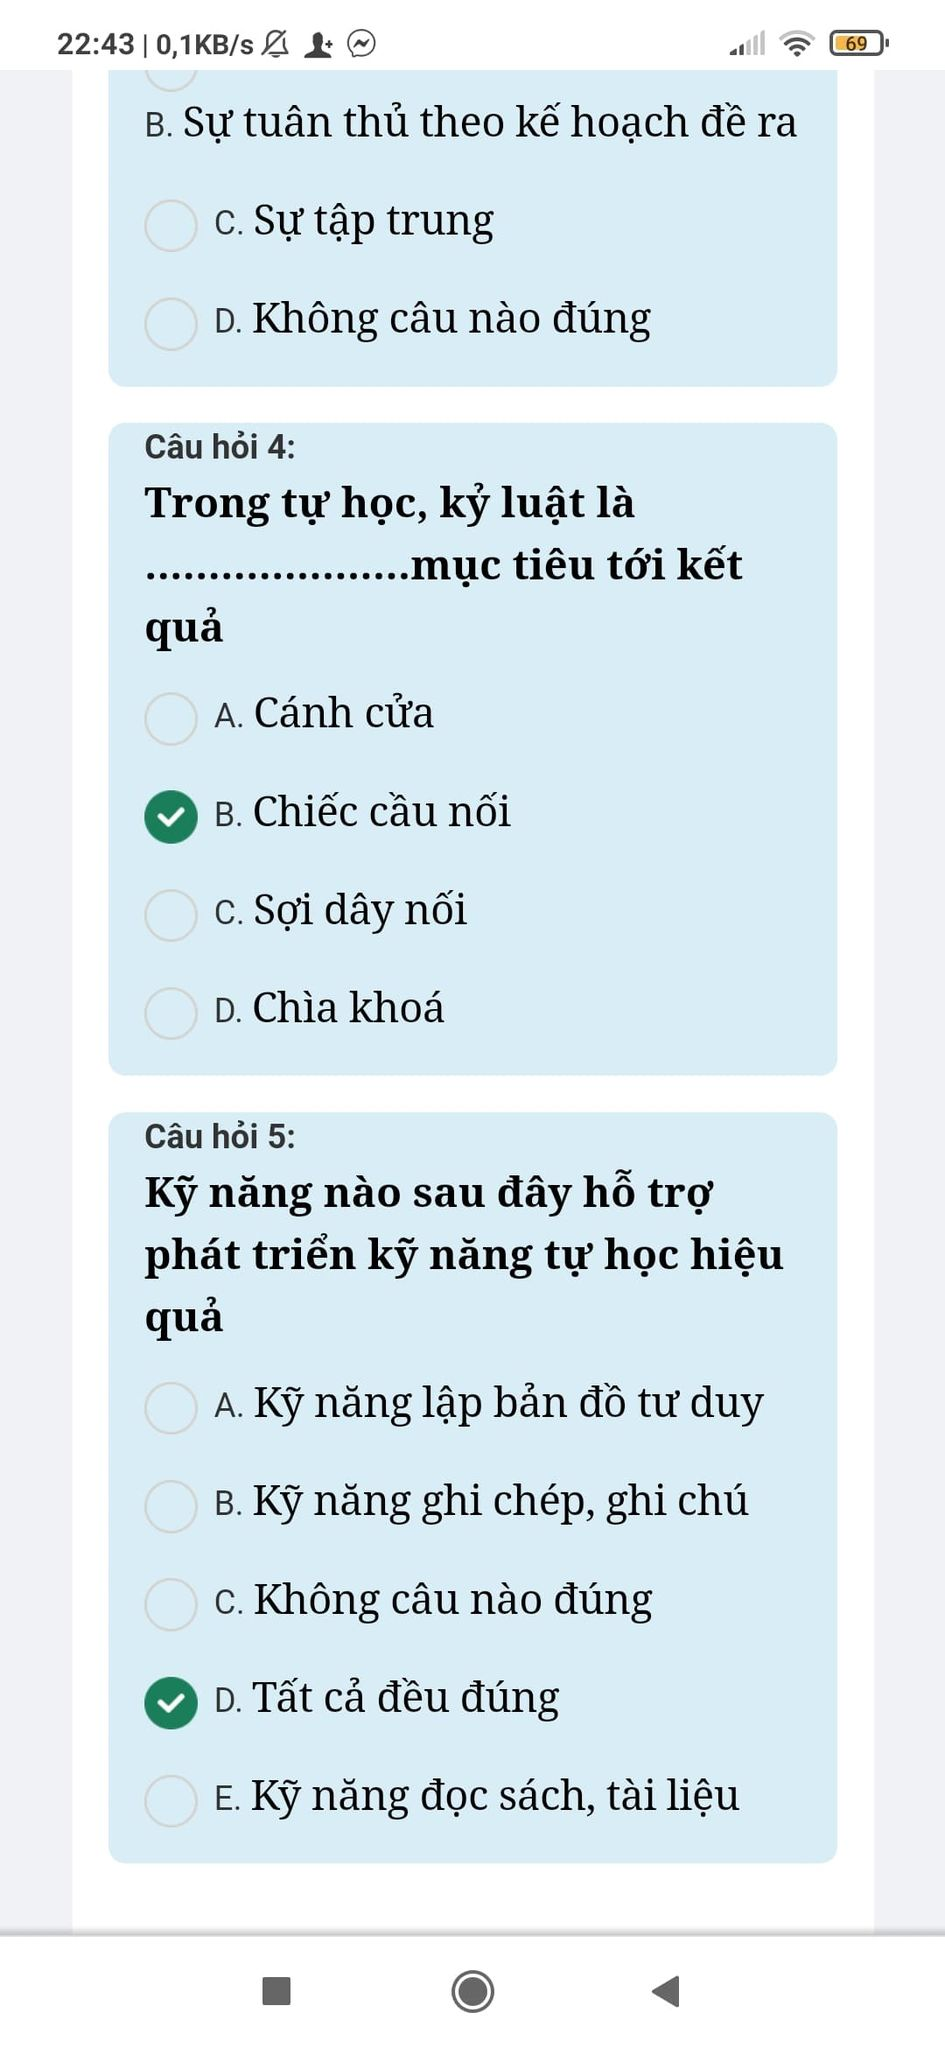 22:43 | 0,1KB/s
69
B. Sự tuân thủ theo kế hoạch đề ra
C. Sự tập trung
D. Không câu nào đúng
Câu hỏi 4:
Trong tự học, kỷ luật là
.....................mục tiêu tới kết
quả
A. Cánh cửa
B. Chiếc cầu nối
C. Sợi dây nối
D. Chìa khoá
Câu hỏi 5:
Kỹ năng nào sau đây hỗ trợ
phát triển kỹ năng tự học hiệu
quả
A. Kỹ năng lập bản đồ tư duy
B. Kỹ năng ghi chép, ghi chú
C. Không câu nào đúng
D. Tất cả đều đúng
E. Kỹ năng đọc sách, tài liệu